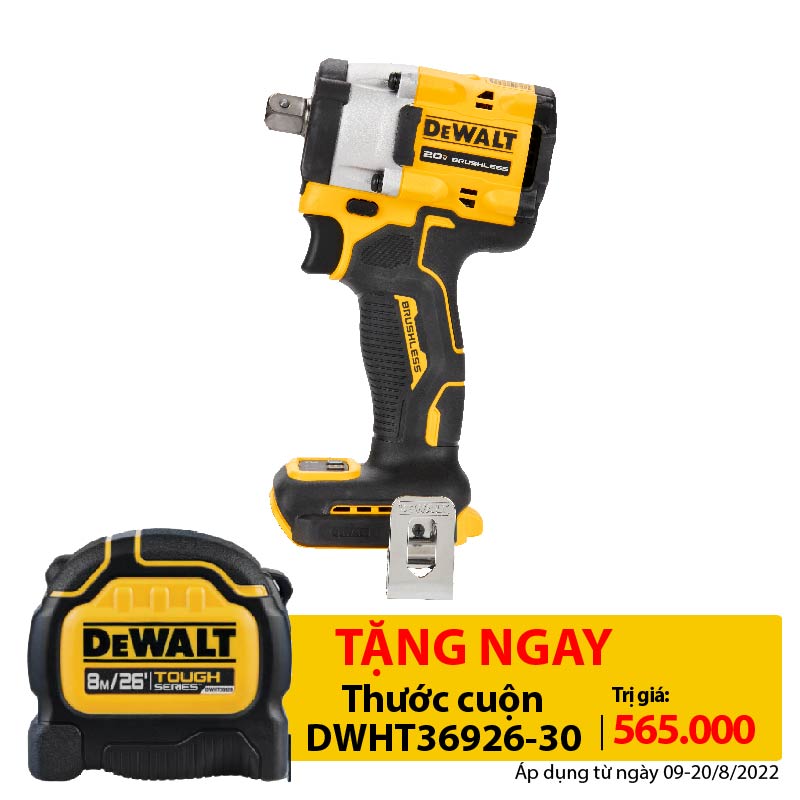 DEWALT
20V BRUSHLESS
BRUSHLESS
DEWALT
DEWALT
8M/26' TOUGH SERIES
DWHT36926
TẶNG NGAY
Thước cuộn
DWHT36926-30
Trị giá:
565.000
Áp dụng từ ngày 09-20/8/2022